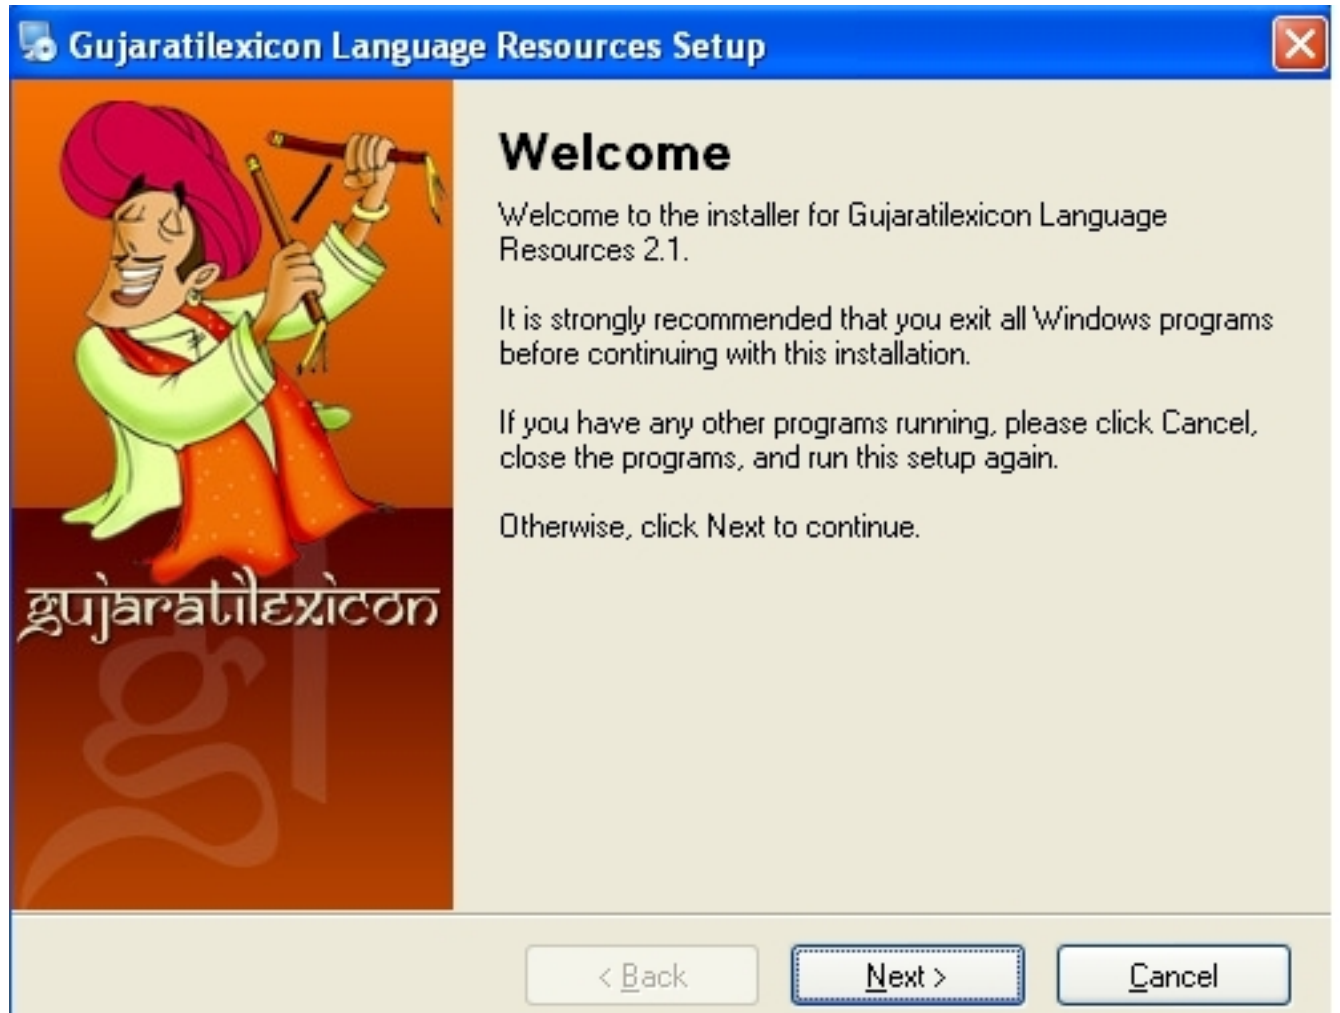 Gujaratilexicon Language Resources Setup
Welcome
Welcome to the installer for Gujaratilexicon Language
Resources 2.1.
It is strongly recommended that you exit all Windows programs
before continuing with this installation.
If you have any other programs running, please click Cancel,
close the programs, and run this setup again.
Otherwise, click Next to continue.
gujaratilexicon
gl
< Back
Next >
Cancel